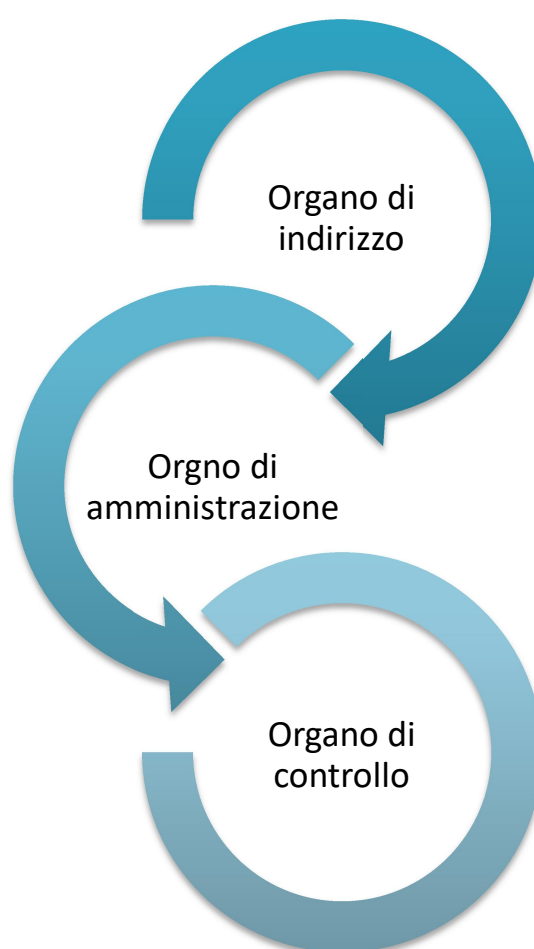 Organo di
indirizzo
Orgno di
amministrazione
Organo di
controllo